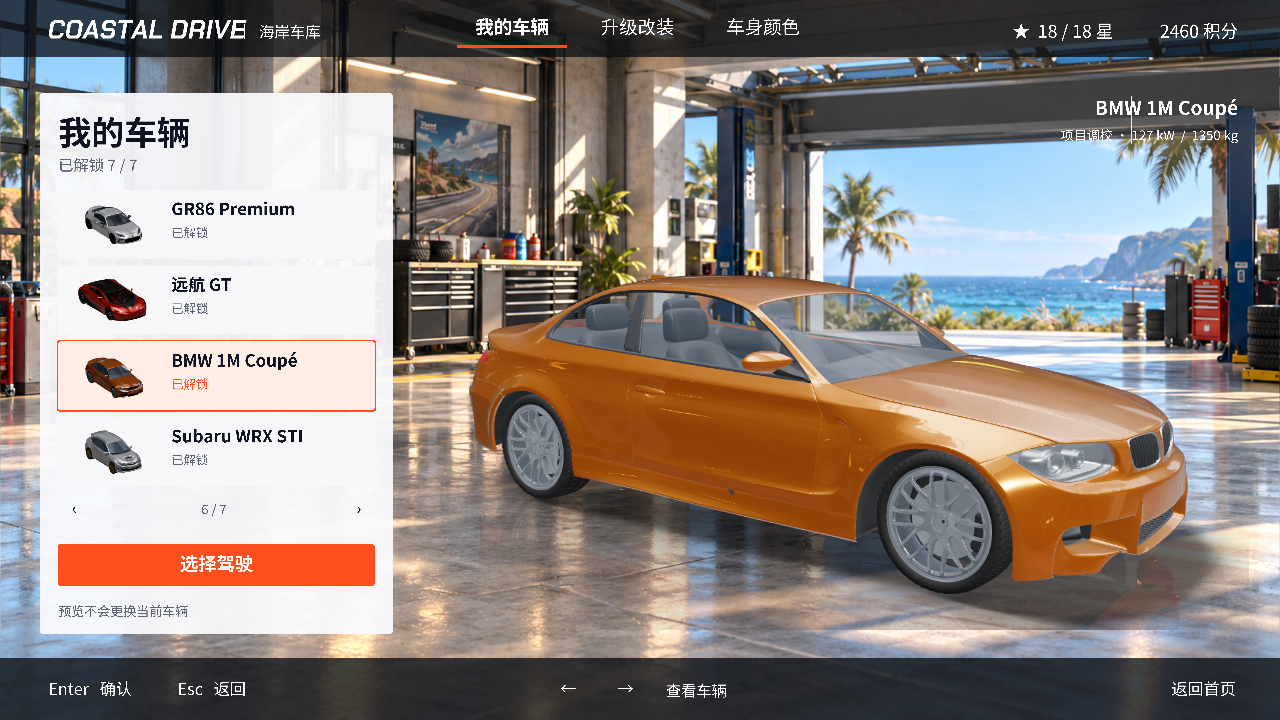 COASTAL DRIVE 海岸车库
我的车辆 升级改装 车身颜色
★ 18 / 18 星 2460 积分
BMW 1M Coupé
项目调校 · 127 kW / 1350 kg
我的车辆
已解锁 7 / 7
GR86 Premium
已解锁
远航 GT
已解锁
BMW 1M Coupé
已解锁
Subaru WRX STI
已解锁
‹ 6 / 7 ›
选择驾驶
预览不会更换当前车辆
Enter 确认 Esc 返回 ← → 查看车辆 返回首页